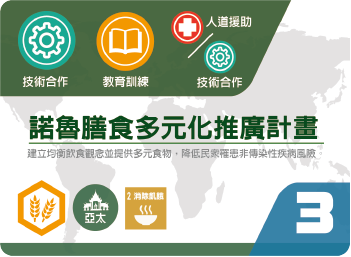 人道援助
技術合作
教育訓練
技術合作
諾魯膳食多元化推廣計畫
建立均衡飲食觀念並提供多元食物，降低民眾罹患非傳染性疾病風險
亞太
2 消除飢餓
3